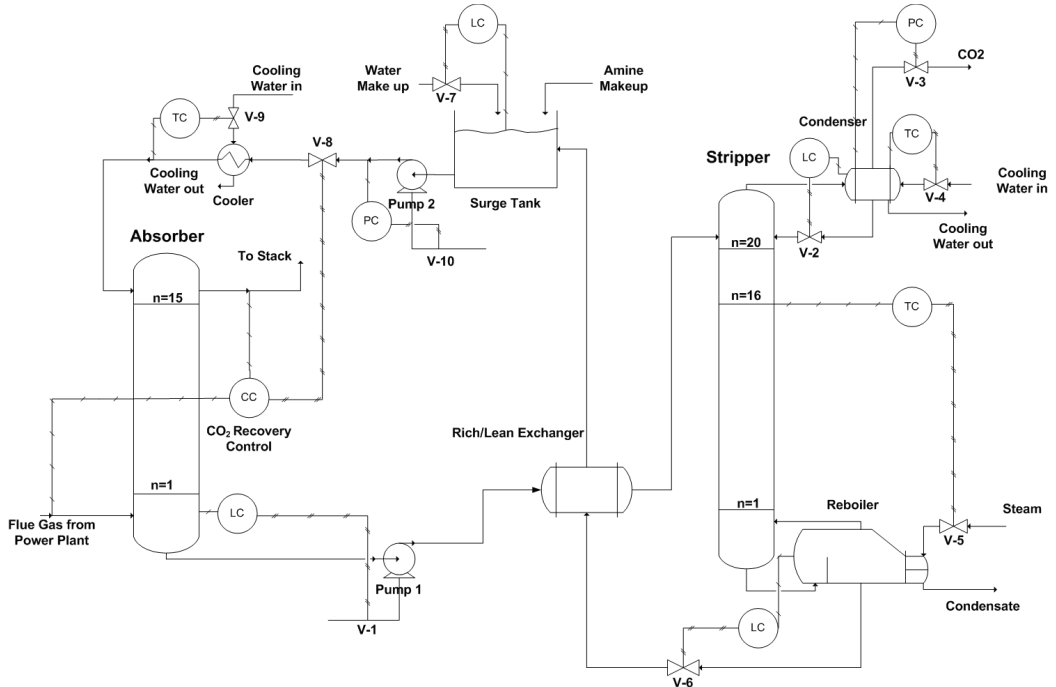 LC
PC
CO2
V-3
Water
Make up
V-7
Amine
Makeup
Cooling
Water in
TC
V-9
V-8
Condenser
TC
LC
Stripper
Cooling
Water in
V-4
Cooling
Water out
Cooler
Pump 2
Surge Tank
PC
V-10
Cooling
Water out
V-2
Absorber
To Stack
n=20
n=15
n=16
TC
CC
CO2 Recovery
Control
Rich/Lean Exchanger
n=1
LC
n=1
Reboiler
Steam
V-5
Flue Gas from
Power Plant
Pump 1
Condensate
V-1
LC
V-6